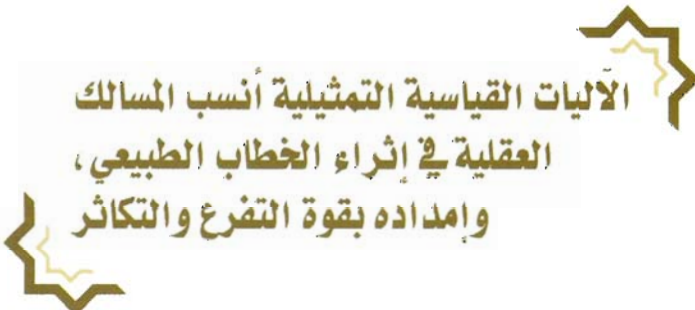 الآليات القياسية التمثيلية أنسب المسالك
العقلية في إثراء الخطاب الطبيعي،
وإمداده بقوة التفرع والتكاثر